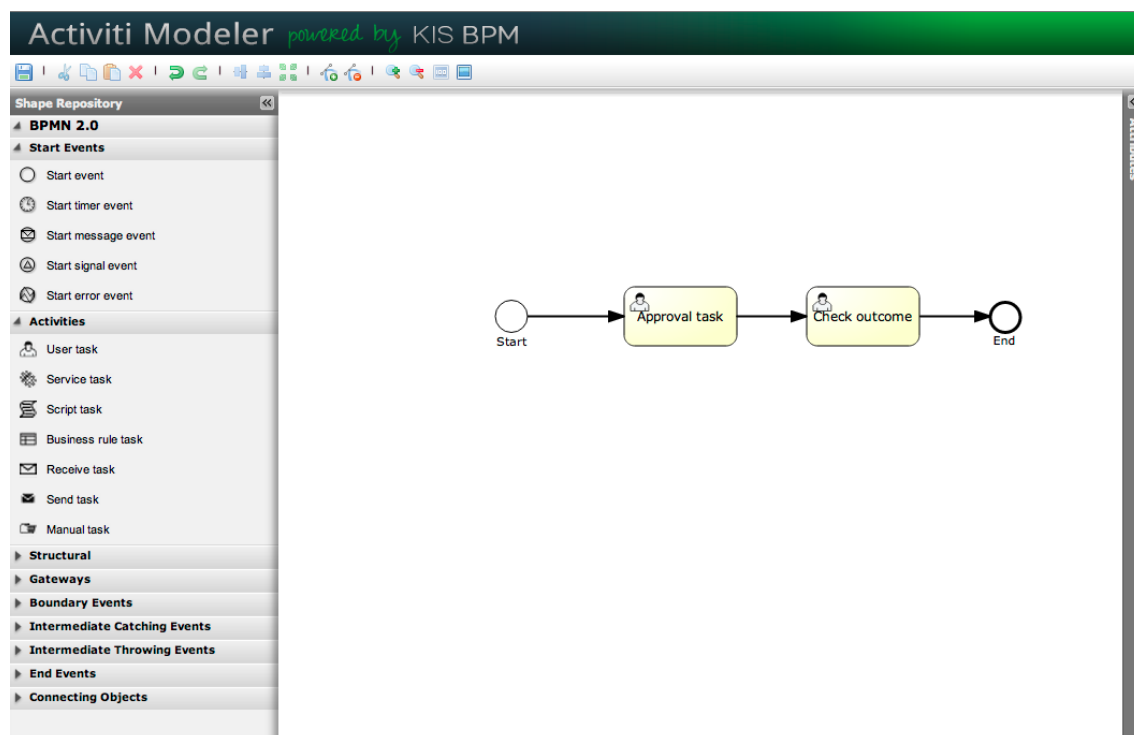 Activiti Modeler powered by KIS BPM
Shape Repository
BPMN 2.0
Start Events
Start event
Start timer event
Start message event
Start signal event
Start error event
Activities
User task
Service task
Script task
Business rule task
Receive task
Send task
Manual task
Structural
Gateways
Boundary Events
Intermediate Catching Events
Intermediate Throwing Events
End Events
Connecting Objects
Start
Approval task
Check outcome
End
Attributes